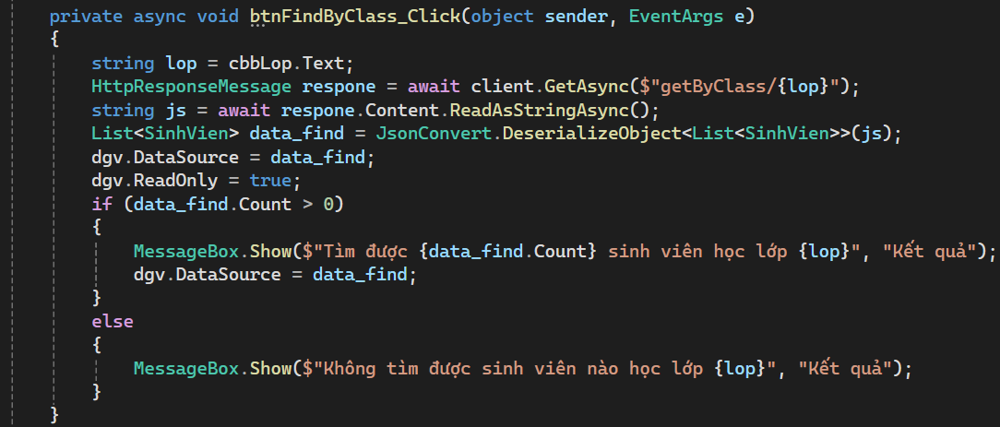 private async void btnFindByClass_Click(object sender, EventArgs e)
{
string lop = cbbLop.Text;
HttpResponseMessage respone = await client.GetAsync($"getByClass/{lop}");
string js = await respone.Content.ReadAsStringAsync();
List<SinhVien> data_find = JsonConvert.DeserializeObject<List<SinhVien>>(js);
dgv.DataSource = data_find;
dgv.ReadOnly = true;
if (data_find.Count > 0)
{
MessageBox.Show($"Tìm được {data_find.Count} sinh viên học lớp {lop}", "Kết quả");
dgv.DataSource = data_find;
}
else
{
MessageBox.Show($"Không tìm được sinh viên nào học lớp {lop}", "Kết quả");
}
}